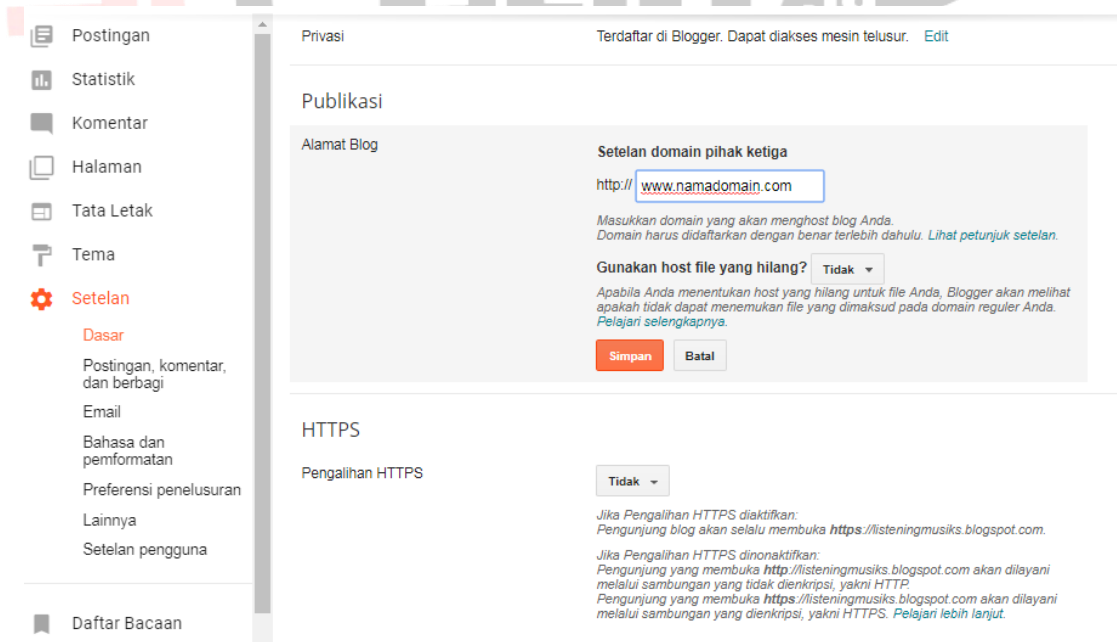 Postingan
Statistik
Komentar
Halaman
Tata Letak
Tema
Setelan
Dasar
Postingan, komentar,
dan berbagi
Email
Bahasa dan
pemformatan
Preferensi penelusuran
Lainnya
Setelan pengguna
Daftar Bacaan
Privasi
Terdaftar di Blogger. Dapat diakses mesin telusur. Edit
Publikasi
Alamat Blog
Setelan domain pihak ketiga
http:// www.namadomain.com
Masukkan domain yang akan menghost blog Anda.
Domain harus didaftarkan dengan benar terlebih dahulu. Lihat petunjuk setelan.
Gunakan host file yang hilang? Tidak
Apabila Anda menentukan host yang hilang untuk file Anda, Blogger akan melihat
apakah tidak dapat menemukan file yang dimaksud pada domain reguler Anda.
Pelajari selengkapnya.
Simpan Batal
HTTPS
Pengalihan HTTPS
Tidak
Jika Pengalihan HTTPS diaktifkan:
Pengunjung blog akan selalu membuka https://listeningmusiks.blogspot.com.
Jika Pengalihan HTTPS dinonaktifkan:
Pengunjung yang membuka http://listeningmusiks.blogspot.com akan dilayani
melalui sambungan yang tidak dienkripsi, yakni HTTP.
Pengunjung yang membuka https://listeningmusiks.blogspot.com akan dilayani
melalui sambungan yang dienkripsi, yakni HTTPS. Pelajari lebih lanjut.